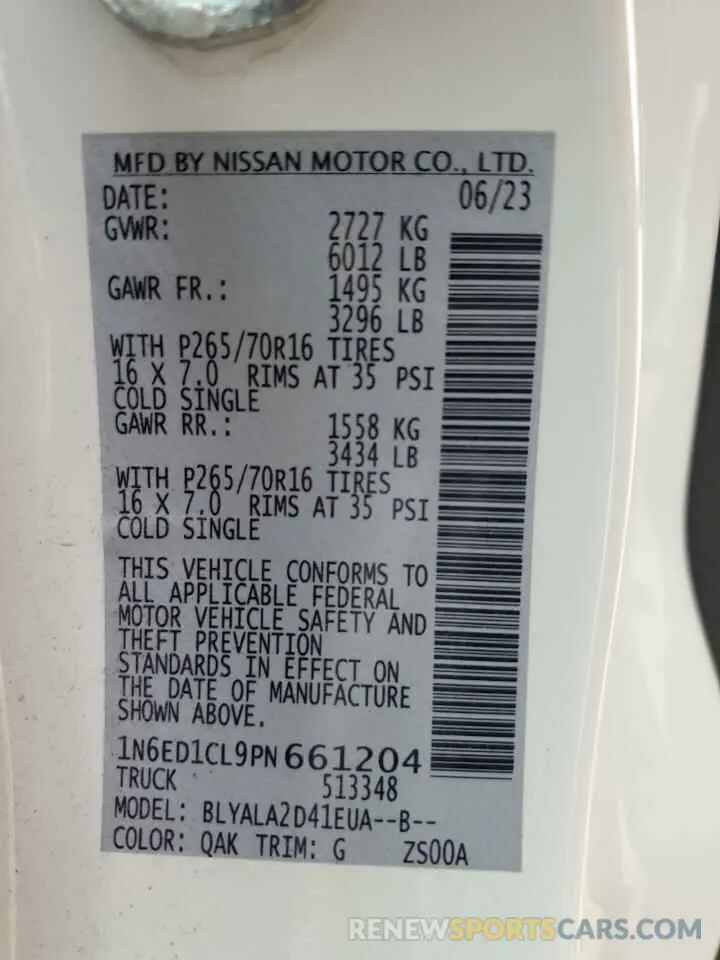 MFD BY NISSAN MOTOR CO., LTD.
DATE: 06/23
GVWR: 2727 KG
6012 LB
GAWR FR.: 1495 KG
3296 LB
WITH P265/70R16 TIRES
16 X 7.0 RIMS AT 35 PSI
COLD SINGLE
GAWR RR.: 1558 KG
3434 LB
WITH P265/70R16 TIRES
16 X 7.0 RIMS AT 35 PSI
COLD SINGLE
THIS VEHICLE CONFORMS TO
ALL APPLICABLE FEDERAL
MOTOR VEHICLE SAFETY AND
THEFT PREVENTION
STANDARDS IN EFFECT ON
THE DATE OF MANUFACTURE
SHOWN ABOVE.
1N6ED1CL9PN661204
TRUCK 513348
MODEL: BLYALA2D41EUA--B--
COLOR: QAK TRIM: G ZS00A
RENEWSPORTSCARS.COM